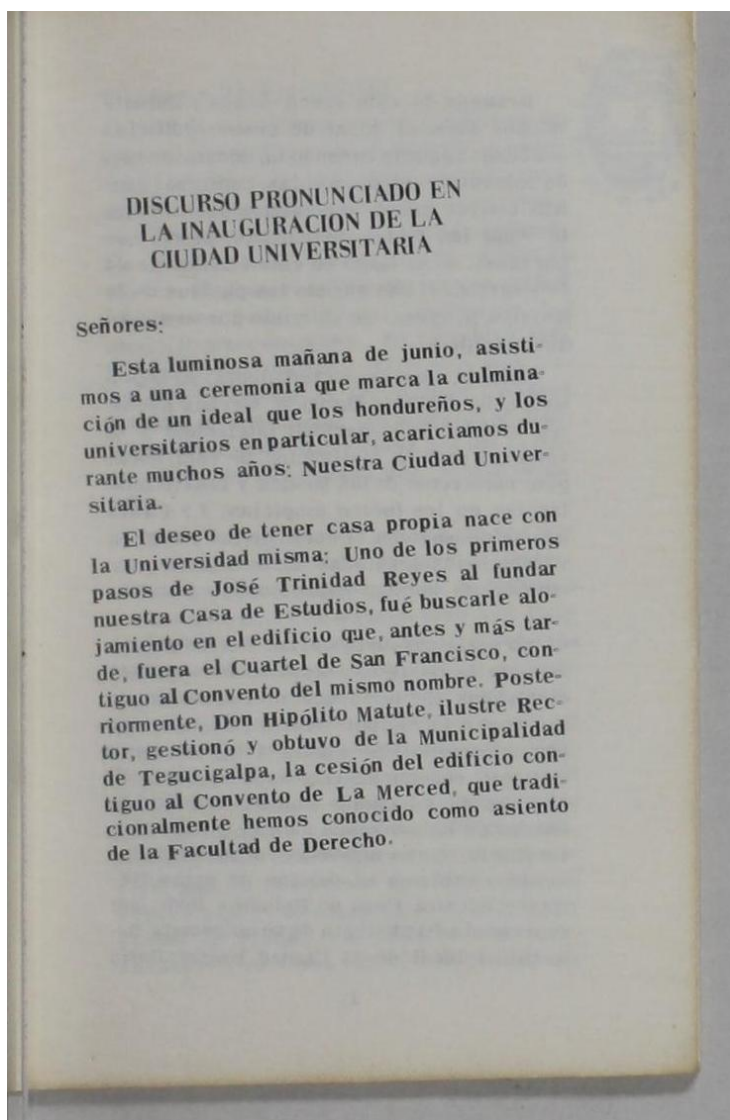 DISCURSO PRONUNCIADO EN
LA INAUGURACION DE LA
CIUDAD UNIVERSITARIA
Señores:
Esta luminosa mañana de junio, asisti-
mos a una ceremonia que marca la culmina-
ción de un ideal que los hondureños, y los
universitarios en particular, acariciamos du-
rante muchos años: Nuestra Ciudad Univer-
sitaria.
El deseo de tener casa propia nace con
la Universidad misma: Uno de los primeros
pasos de José Trinidad Reyes al fundar
nuestra Casa de Estudios, fué buscarle alo-
jamiento en el edificio que, antes y más tar-
de, fuera el Cuartel de San Francisco, con-
tiguo al Convento del mismo nombre. Poste-
riormente, Don Hipólito Matute, ilustre Rec-
tor, gestionó y obtuvo de la Municipalidad
de Tegucigalpa, la cesión del edificio con-
tiguo al Convento de La Merced, que tradi-
cionalmente hemos conocido como asiento
de la Facultad de Derecho.